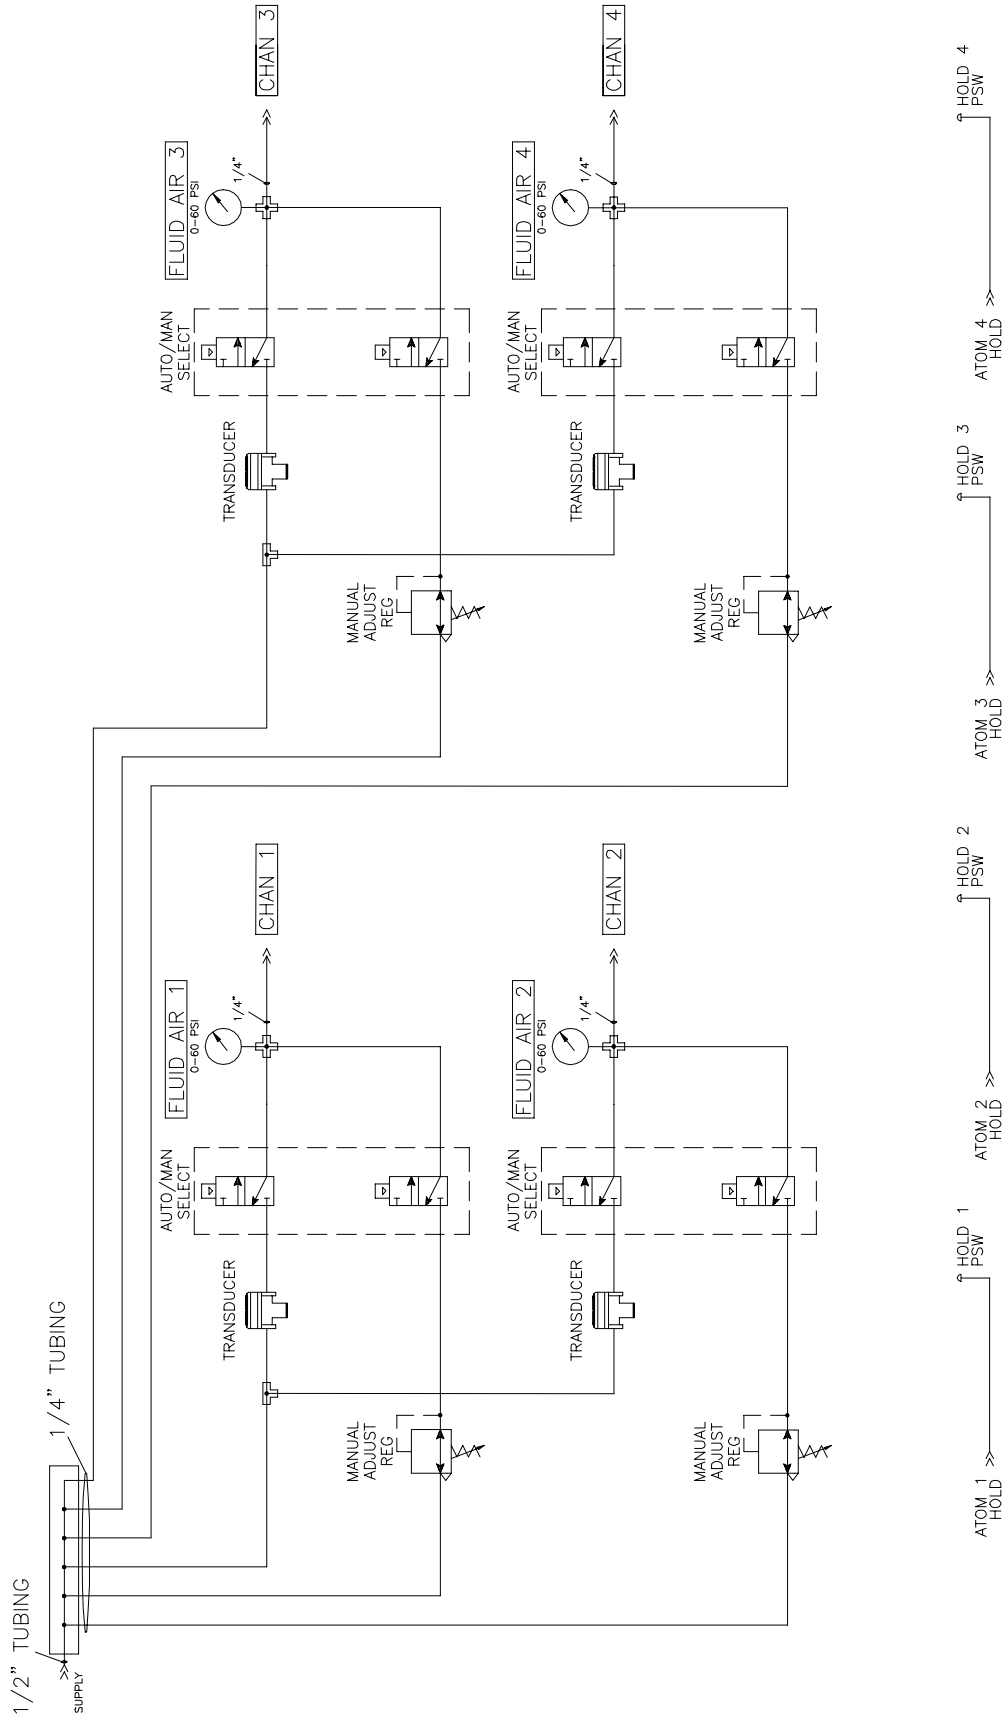 1/2" TUBING
SUPPLY
1/4" TUBING
FLUID AIR 1
0-60 PSI
1/4"
CHAN 1
AUTO/MAN
SELECT
TRANSDUCER
MANUAL
ADJUST
REG
FLUID AIR 2
0-60 PSI
1/4"
CHAN 2
AUTO/MAN
SELECT
TRANSDUCER
MANUAL
ADJUST
REG
FLUID AIR 3
0-60 PSI
1/4"
CHAN 3
AUTO/MAN
SELECT
TRANSDUCER
MANUAL
ADJUST
REG
FLUID AIR 4
0-60 PSI
1/4"
CHAN 4
AUTO/MAN
SELECT
TRANSDUCER
MANUAL
ADJUST
REG
ATOM 1
HOLD
HOLD 1
PSW
ATOM 2
HOLD
HOLD 2
PSW
ATOM 3
HOLD
HOLD 3
PSW
ATOM 4
HOLD
HOLD 4
PSW